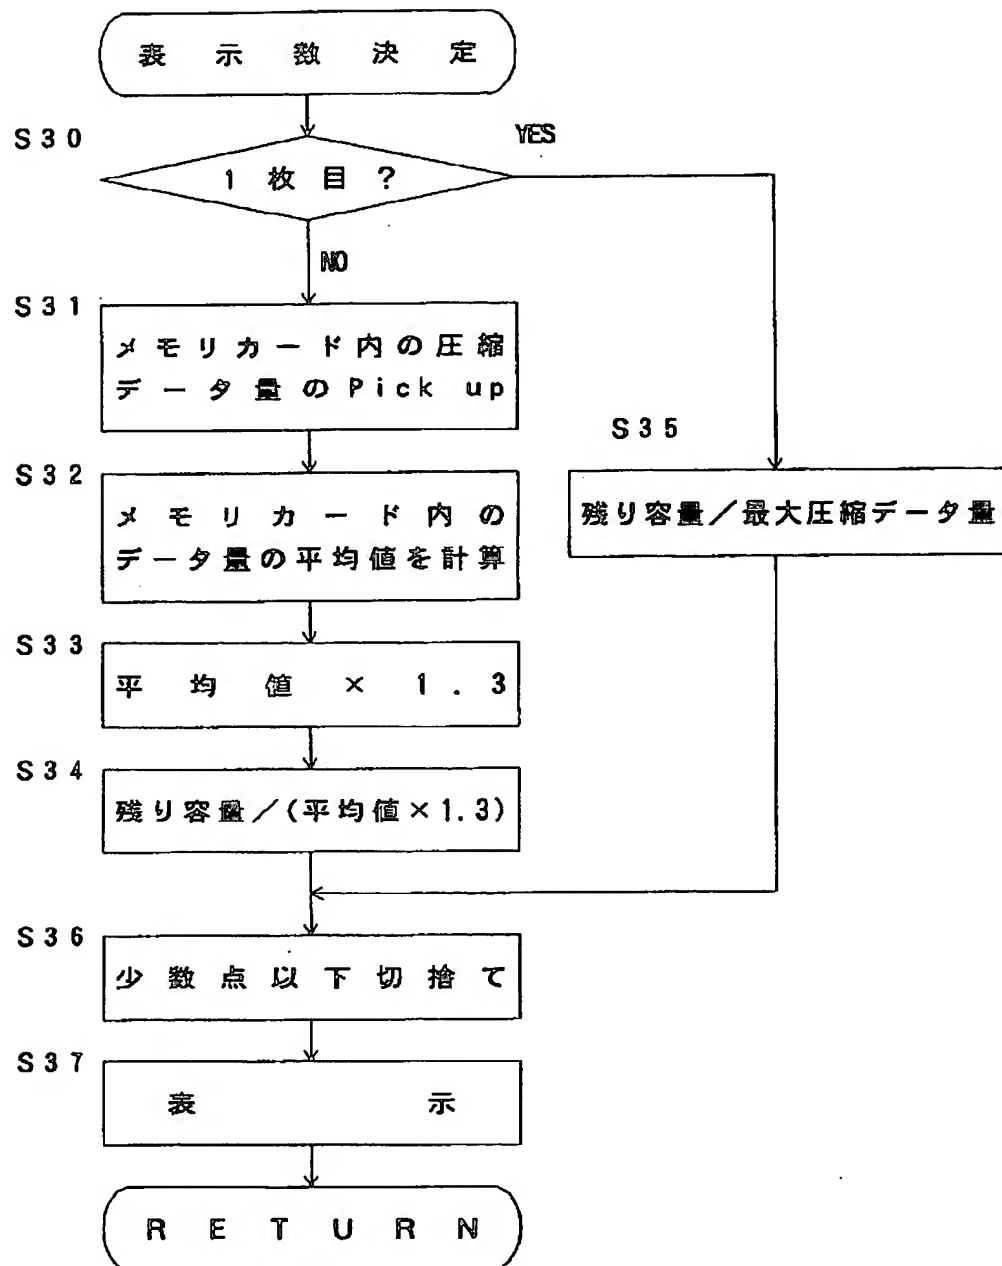 表示数決定
S30
YES
1枚目？
NO
S31
メモリカード内の圧縮
データ量のPick up
S35
残り容量／最大圧縮データ量
S32
メモリカード内の
データ量の平均値を計算
S33
平均値×1.3
S34
残り容量／(平均値×1.3)
S36
少数点以下切捨て
S37
表示
RETURN